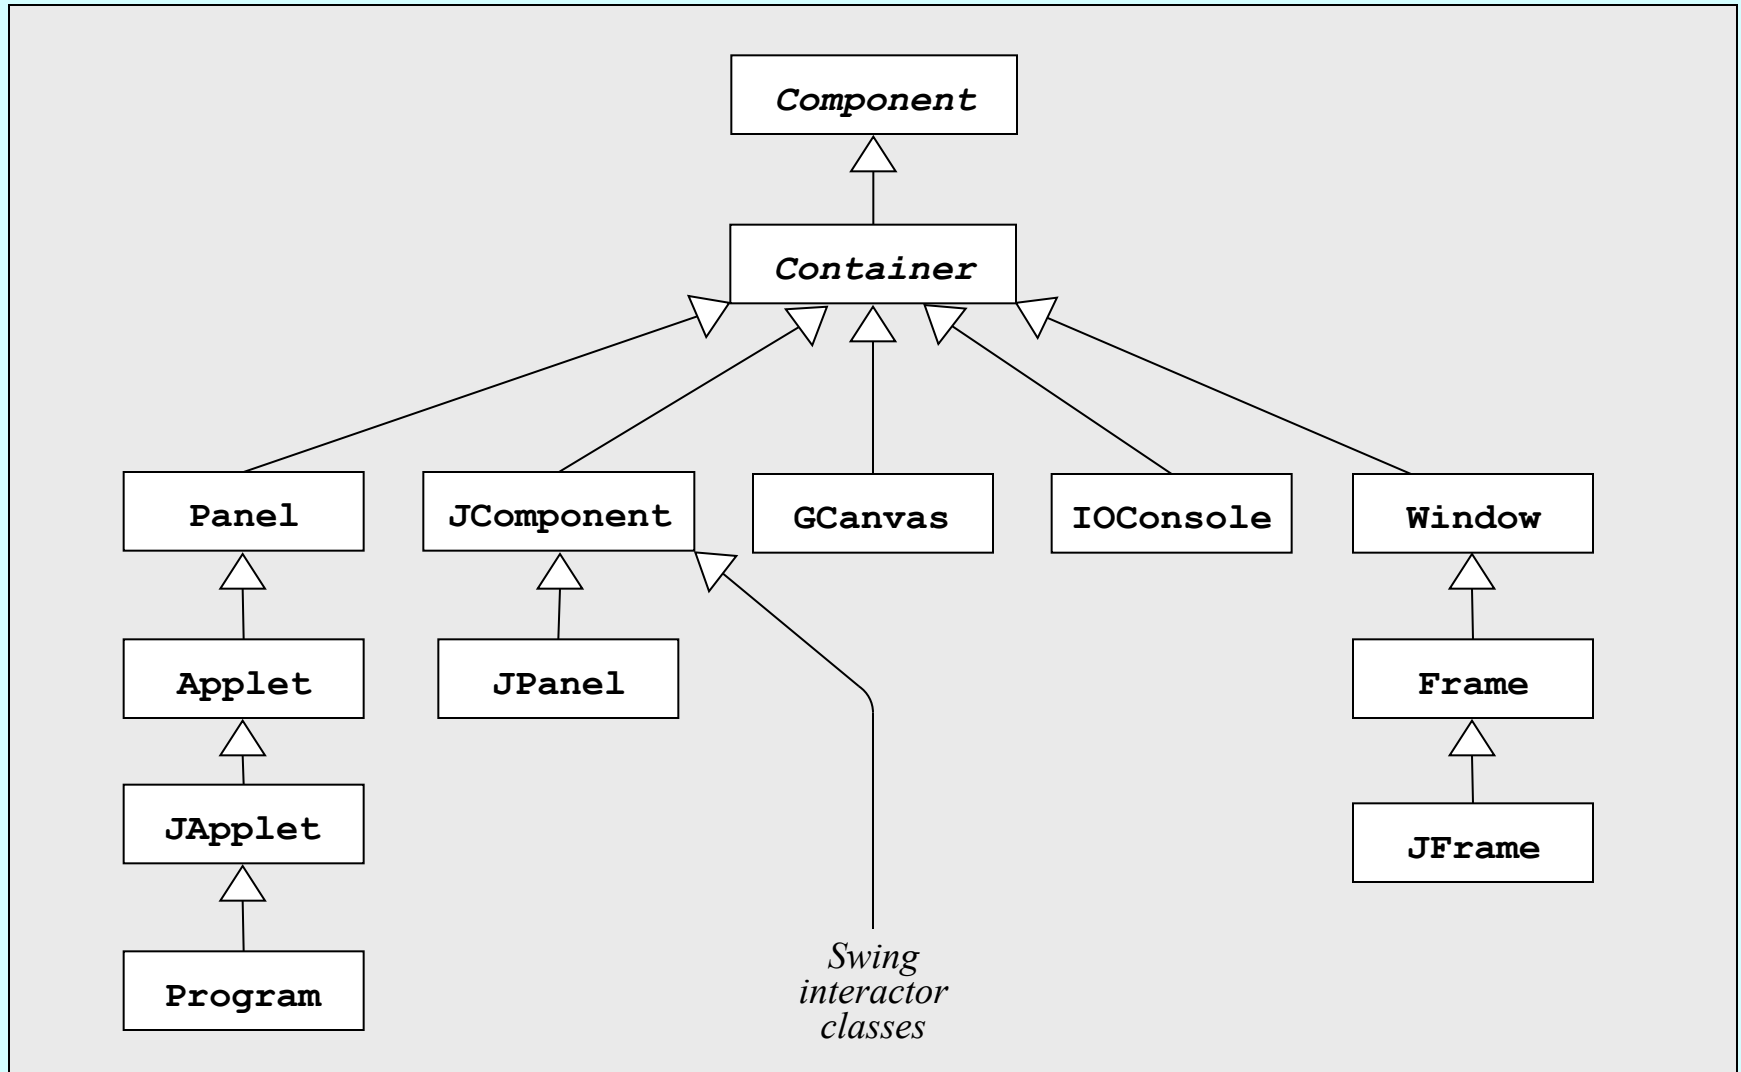 Component
Container
Panel
JComponent
GCanvas
IOConsole
Window
Applet
JPanel
Frame
JApplet
JFrame
Program
Swing
interactor
classes